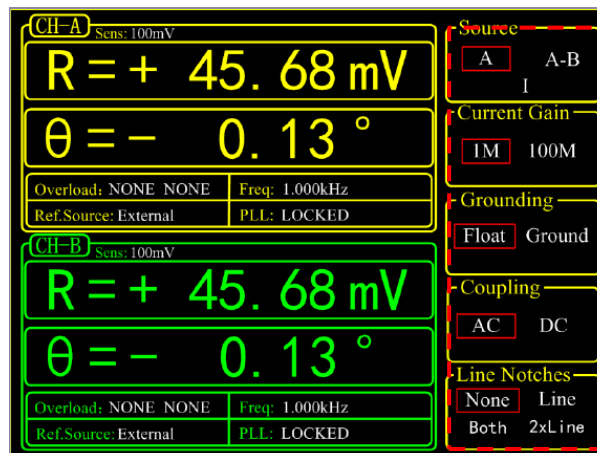 CH-A Sens: 100mV
R = + 45. 68 mV
θ = - 0. 13 °
Overload: NONE NONE
Freq: 1.000kHz
Ref.Source: External
PLL: LOCKED
CH-B Sens: 100mV
R = + 45. 68 mV
θ = - 0. 13 °
Overload: NONE NONE
Freq: 1.000kHz
Ref.Source: External
PLL: LOCKED
Source
A A-B
I
Current Gain
1M 100M
Grounding
Float Ground
Coupling
AC DC
Line Notches
None Line
Both 2xLine